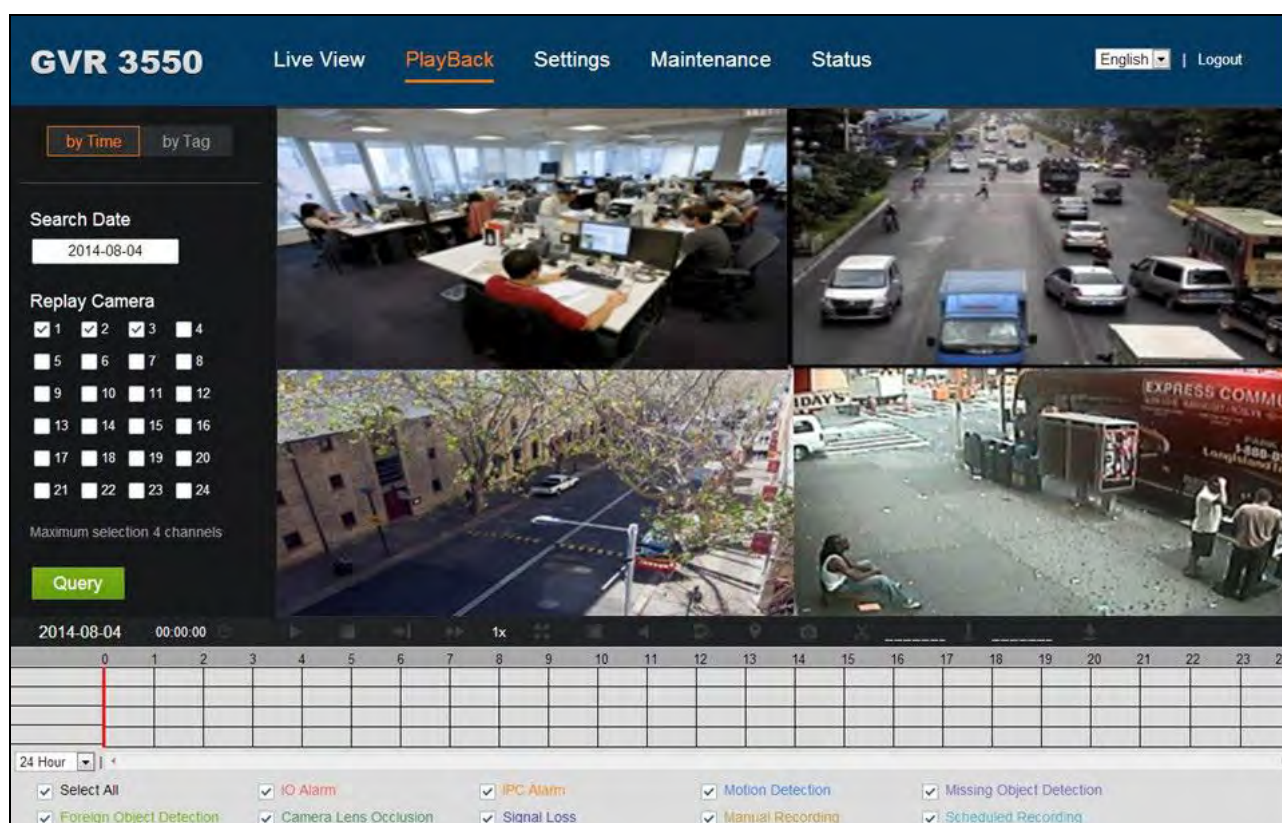 GVR 3550 Live View PlayBack Settings Maintenance Status English | Logout
by Time by Tag
Search Date
2014-08-04
Replay Camera
1 2 3 4
5 6 7 8
9 10 11 12
13 14 15 16
17 18 19 20
21 22 23 24
Maximum selection 4 channels
Query
IDAY'S
EXPRESS COMMU
1-888-8
2014-08-04 00:00:00 1x
0 1 2 3 4 5 6 7 8 9 10 11 12 13 14 15 16 17 18 19 20 21 22 23 2
24 Hour
Select All IO Alarm IPC Alarm Motion Detection Missing Object Detection
Foreign Object Detection Camera Lens Occlusion Signal Loss Manual Recording Scheduled Recording